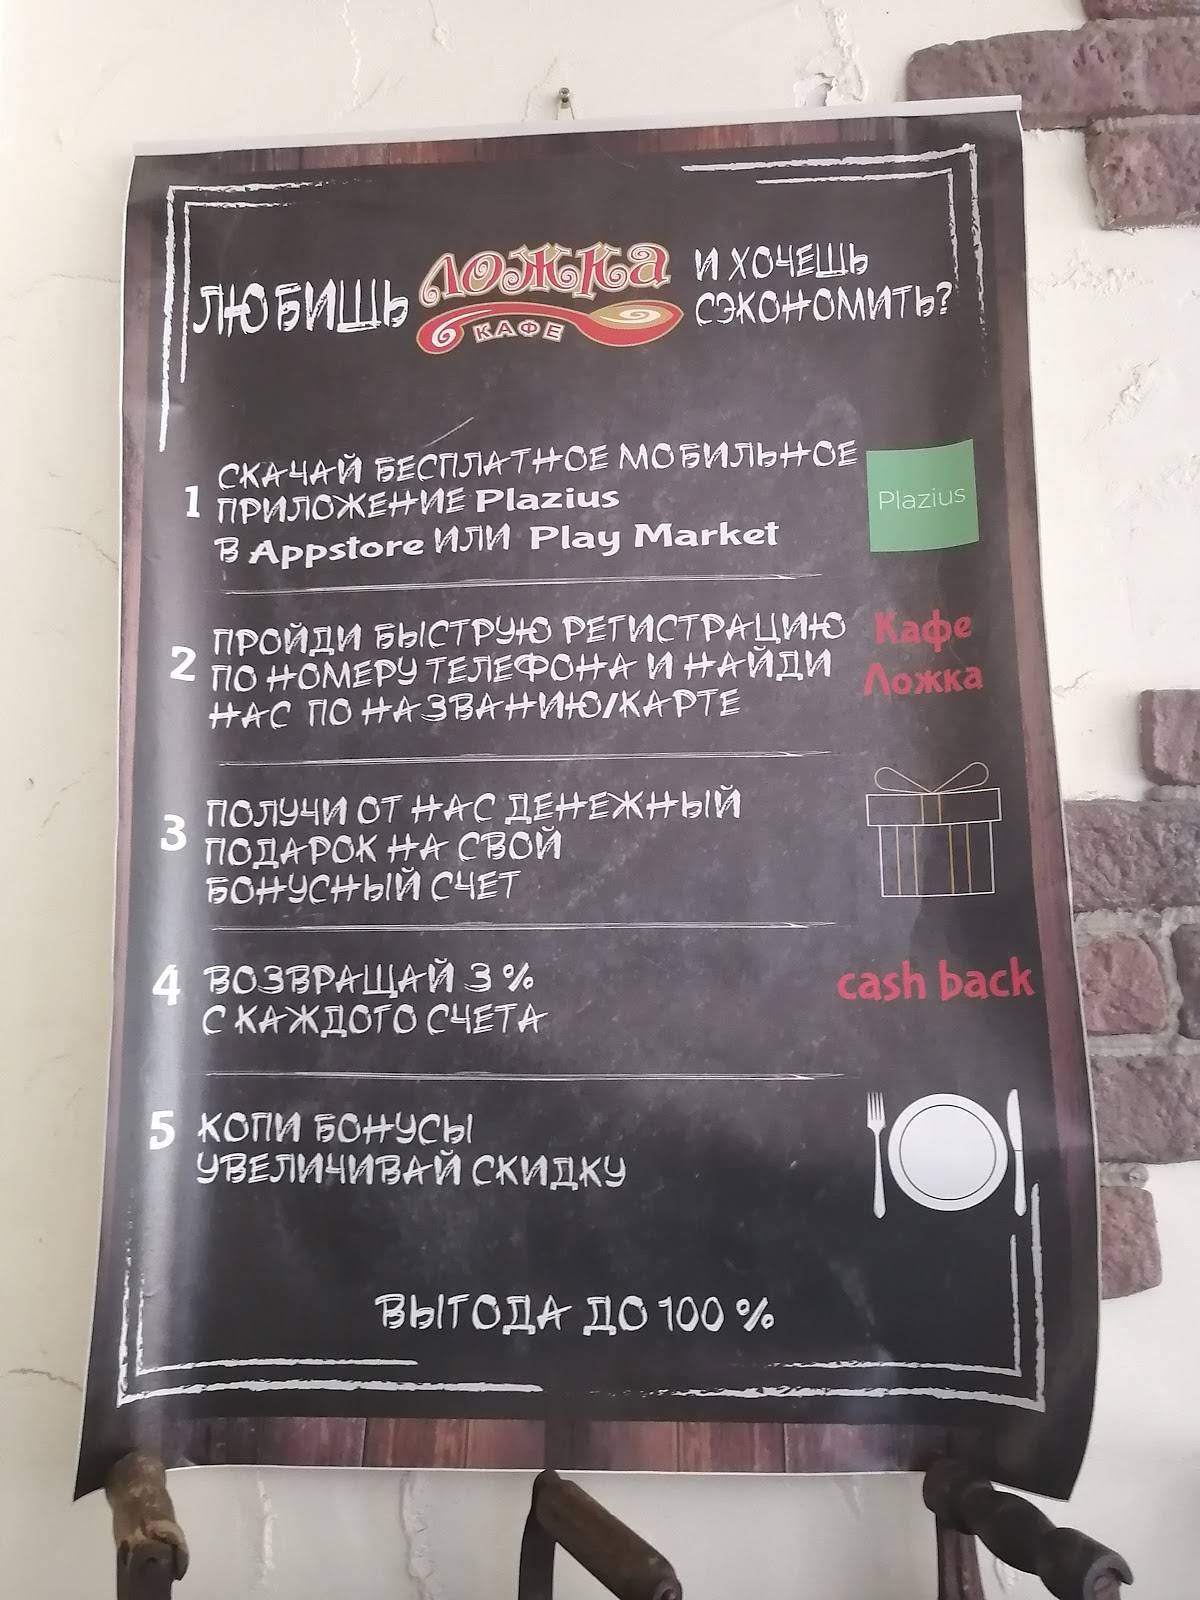 ЛЮБИШЬ ЛОЖКА КАФЕ И ХОЧЕШЬ СЭКОНОМИТЬ?
1 СКАЧАЙ БЕСПЛАТНОЕ МОБИЛЬНОЕ
ПРИЛОЖЕНИЕ Plazius
В Appstore ИЛИ Play Market
Plazius
2 ПРОЙДИ БЫСТРУЮ РЕГИСТРАЦИЮ
ПО НОМЕРУ ТЕЛЕФОНА И НАЙДИ
НАС ПО НАЗВАНИЮ/КАРТЕ
Кафе
Ложка
3 ПОЛУЧИ ОТ НАС ДЕНЕЖНЫЙ
ПОДАРОК НА СВОЙ
БОНУСНЫЙ СЧЕТ
4 ВОЗВРАЩАЙ 3 %
С КАЖДОГО СЧЕТА
cash back
5 КОПИ БОНУСЫ
УВЕЛИЧИВАЙ СКИДКУ
ВЫГОДА ДО 100 %